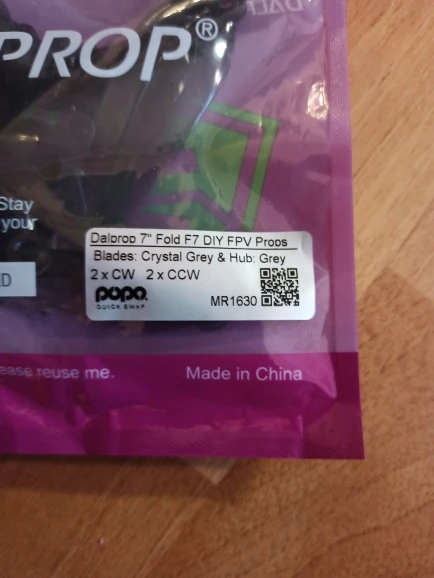 DAL
PROP®
Stay
your
D
Dalprop 7" Fold F7 DIY FPV Props
Blades: Crystal Grey & Hub: Grey
2 x CW 2 x CCW
popo.
QUICK SWAP
MR1630
ease reuse me.
Made in China